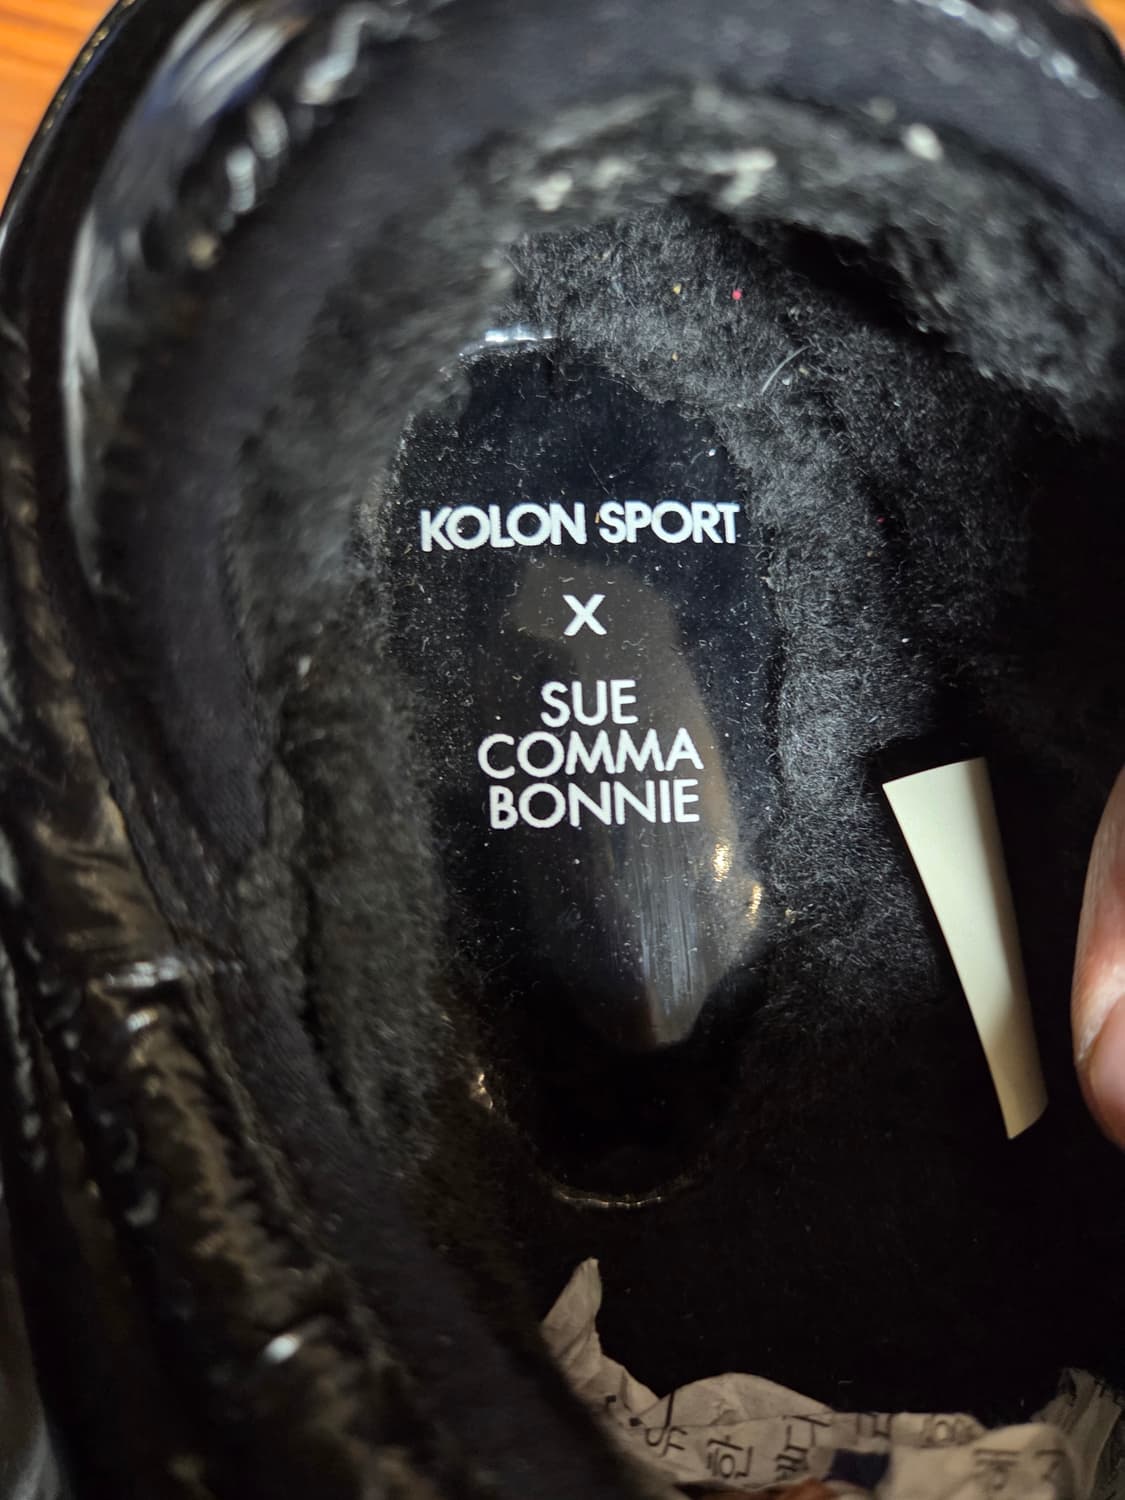 KOLON SPORT
X
SUE
COMMA
BONNIE